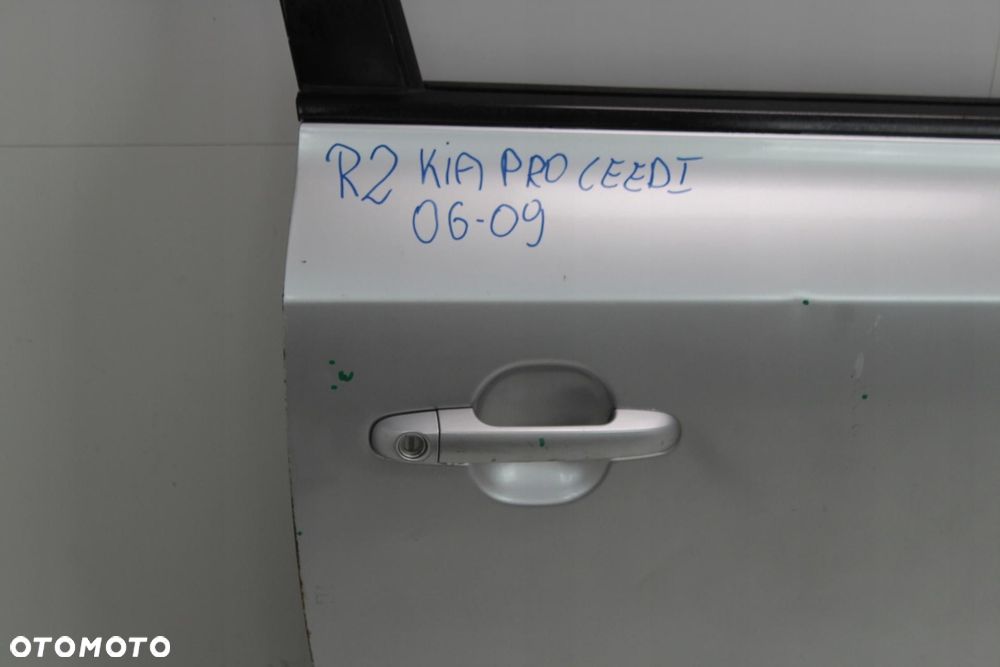 R2 KiA PRO CEED I
06-09
OTOMOTO